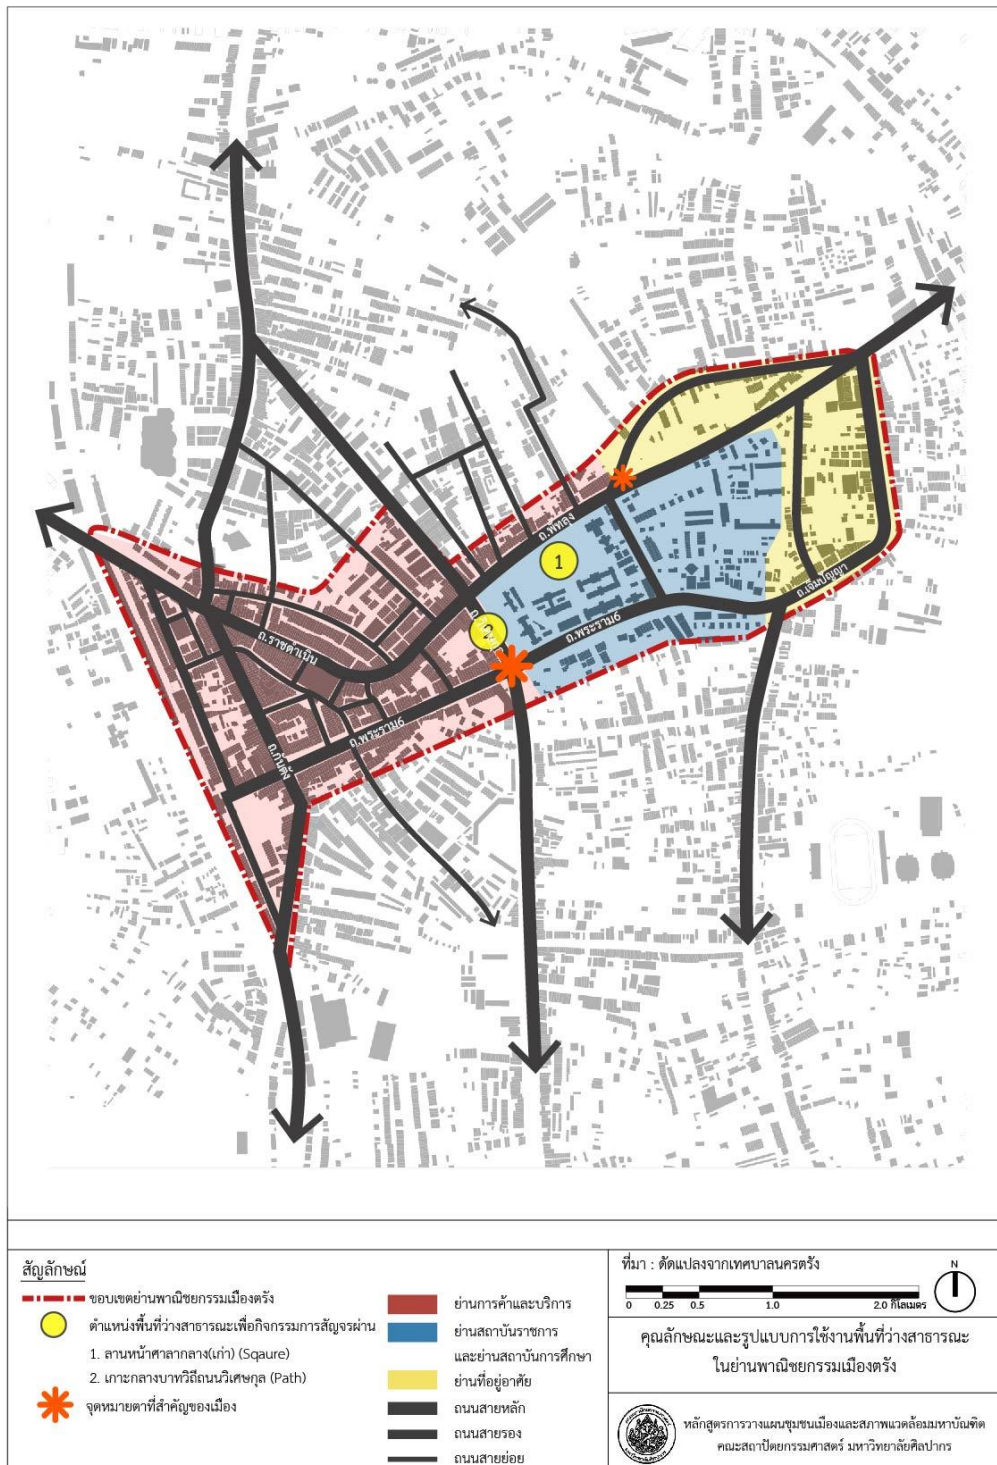 ถ.พัทลุง
1
2
ถ.พระราม6
ถ.เจิมปัญญา
ถ.ราชดำเนิน
ถ.พระราม6
ถ.กันตัง
สัญลักษณ์
ขอบเขตย่านพาณิชยกรรมเมืองตรัง
ตำแหน่งพื้นที่ว่างสาธารณะเพื่อกิจกรรมการสัญจรผ่าน
1. ลานหน้าศาลากลาง(เก่า) (Sqaure)
2. เกาะกลางบาทวิถีถนนวิเศษกุล (Path)
จุดหมายตาที่สำคัญของเมือง
ย่านการค้าและบริการ
ย่านสถาบันราชการ
และย่านสถาบันการศึกษา
ย่านที่อยู่อาศัย
ถนนสายหลัก
ถนนสายรอง
ถนนสายย่อย
ที่มา : ดัดแปลงจากเทศบาลนครตรัง
N
0 0.25 0.5 1.0 2.0 กิโลเมตร
คุณลักษณะและรูปแบบการใช้งานพื้นที่ว่างสาธารณะ
ในย่านพาณิชยกรรมเมืองตรัง
หลักสูตรการวางแผนชุมชนเมืองและสภาพแวดล้อมมหาบัณฑิต
คณะสถาปัตยกรรมศาสตร์ มหาวิทยาลัยศิลปากร